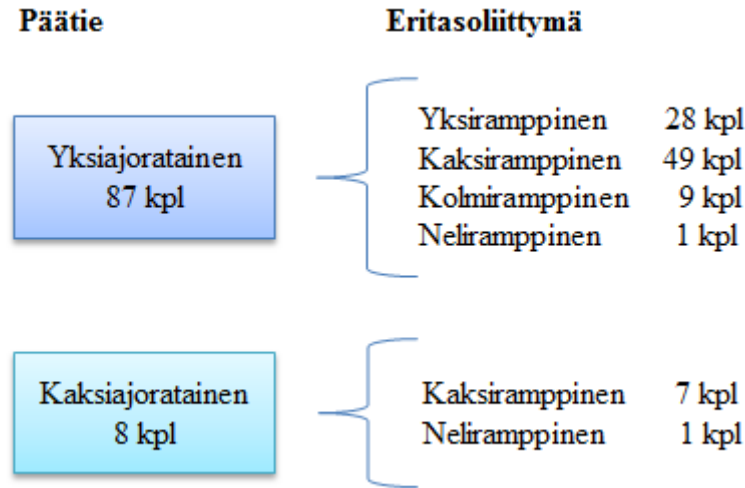 Päätie Eritasoliittymä
Yksiajoratainen
87 kpl
Yksiramppinen 28 kpl
Kaksiramppinen 49 kpl
Kolmiramppinen 9 kpl
Neliramppinen 1 kpl
Kaksiajoratainen
8 kpl
Kaksiramppinen 7 kpl
Neliramppinen 1 kpl